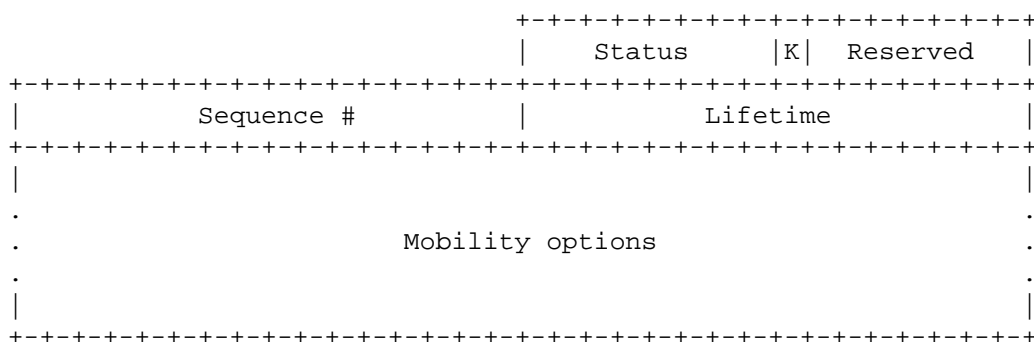 +-+-+-+-+-+-+-+-+-+-+-+-+-+-+-+-+
| Status |K| Reserved |
+-+-+-+-+-+-+-+-+-+-+-+-+-+-+-+-+-+-+-+-+-+-+-+-+-+-+-+-+-+-+-+-+
| Sequence # | Lifetime |
+-+-+-+-+-+-+-+-+-+-+-+-+-+-+-+-+-+-+-+-+-+-+-+-+-+-+-+-+-+-+-+-+
| |
. .
. Mobility options .
. .
| |
+-+-+-+-+-+-+-+-+-+-+-+-+-+-+-+-+-+-+-+-+-+-+-+-+-+-+-+-+-+-+-+-+